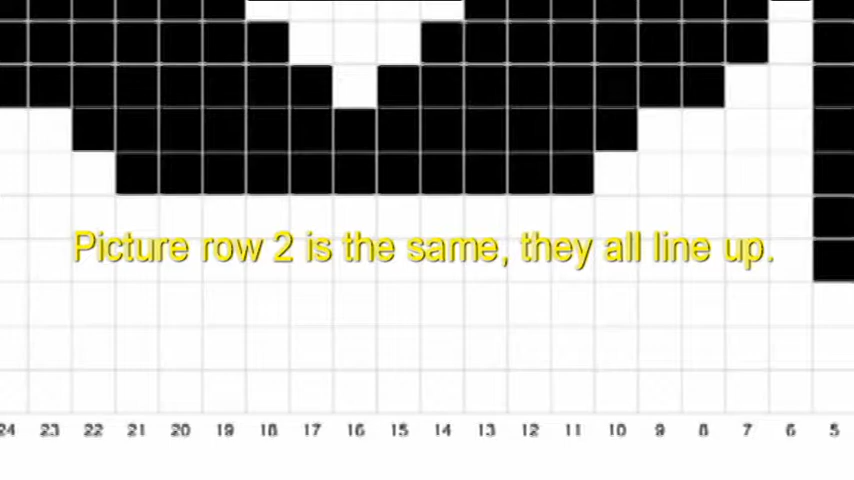 Picture row 2 is the same, they all line up.
24 23 22 21 20 19 18 17 16 15 14 13 12 11 10 9 8 7 6 5